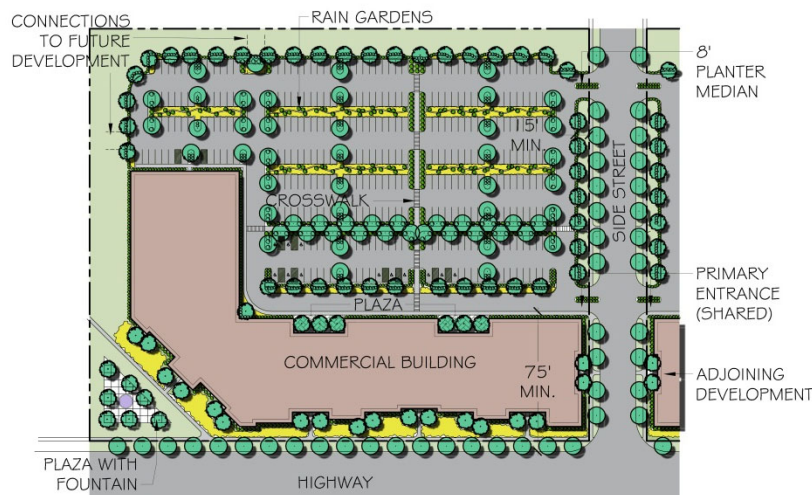 CONNECTIONS
TO FUTURE
DEVELOPMENT
RAIN GARDENS
8'
PLANTER
MEDIAN
15'
MIN.
CROSSWALK
SIDE STREET
PRIMARY
ENTRANCE
(SHARED)
PLAZA
COMMERCIAL BUILDING
75'
MIN.
ADJOINING
DEVELOPMENT
PLAZA WITH
FOUNTAIN
HIGHWAY